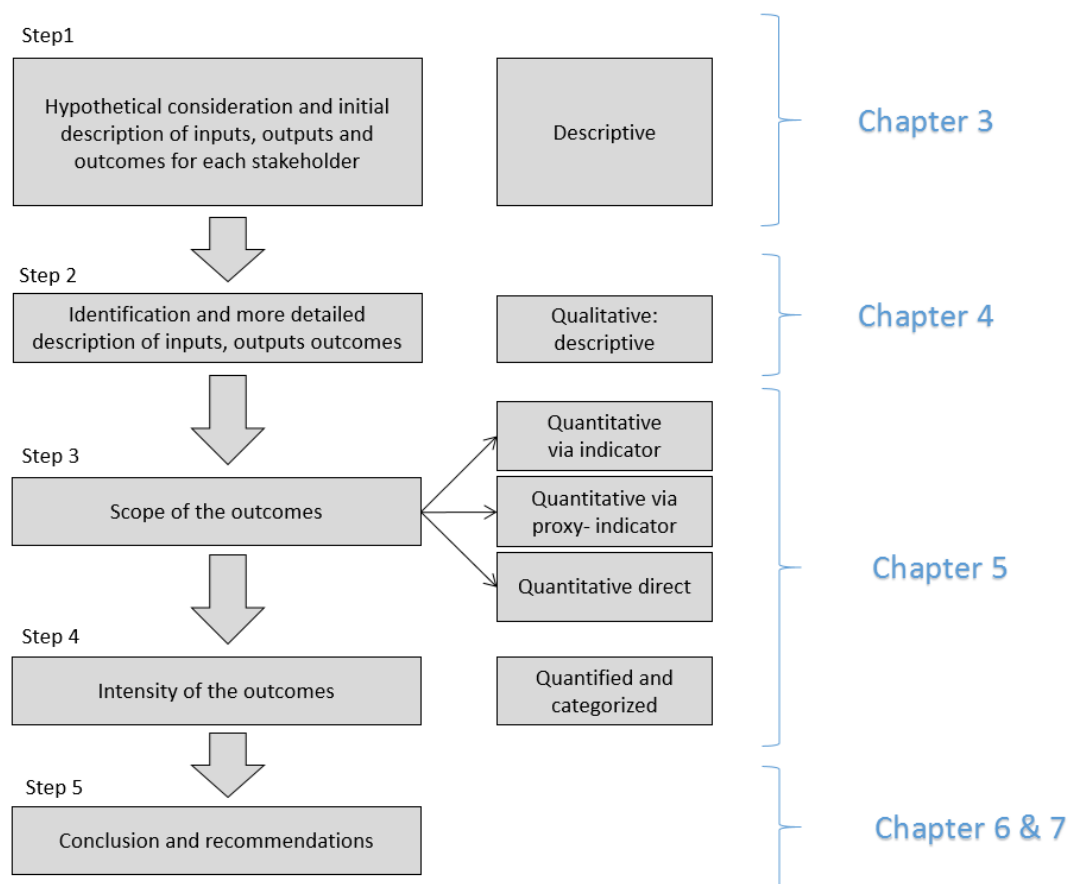 Step1
Hypothetical consideration and initial
description of inputs, outputs and
outcomes for each stakeholder
Descriptive
Chapter 3
Step 2
Identification and more detailed
description of inputs, outputs outcomes
Qualitative:
descriptive
Chapter 4
Step 3
Scope of the outcomes
Quantitative
via indicator
Quantitative via
proxy- indicator
Quantitative direct
Chapter 5
Step 4
Intensity of the outcomes
Quantified and
categorized
Step 5
Conclusion and recommendations
Chapter 6 & 7